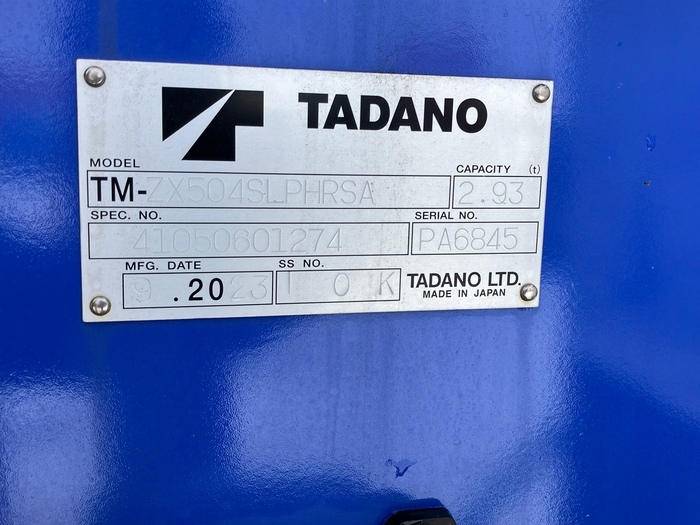 TADANO
MODEL CAPACITY (t)
TM-ZX504SLPHRSA 2.93
SPEC. NO. SERIAL NO.
41050601274 PA6845
MFG. DATE SS NO.
9 .2023 0 K TADANO LTD.
MADE IN JAPAN